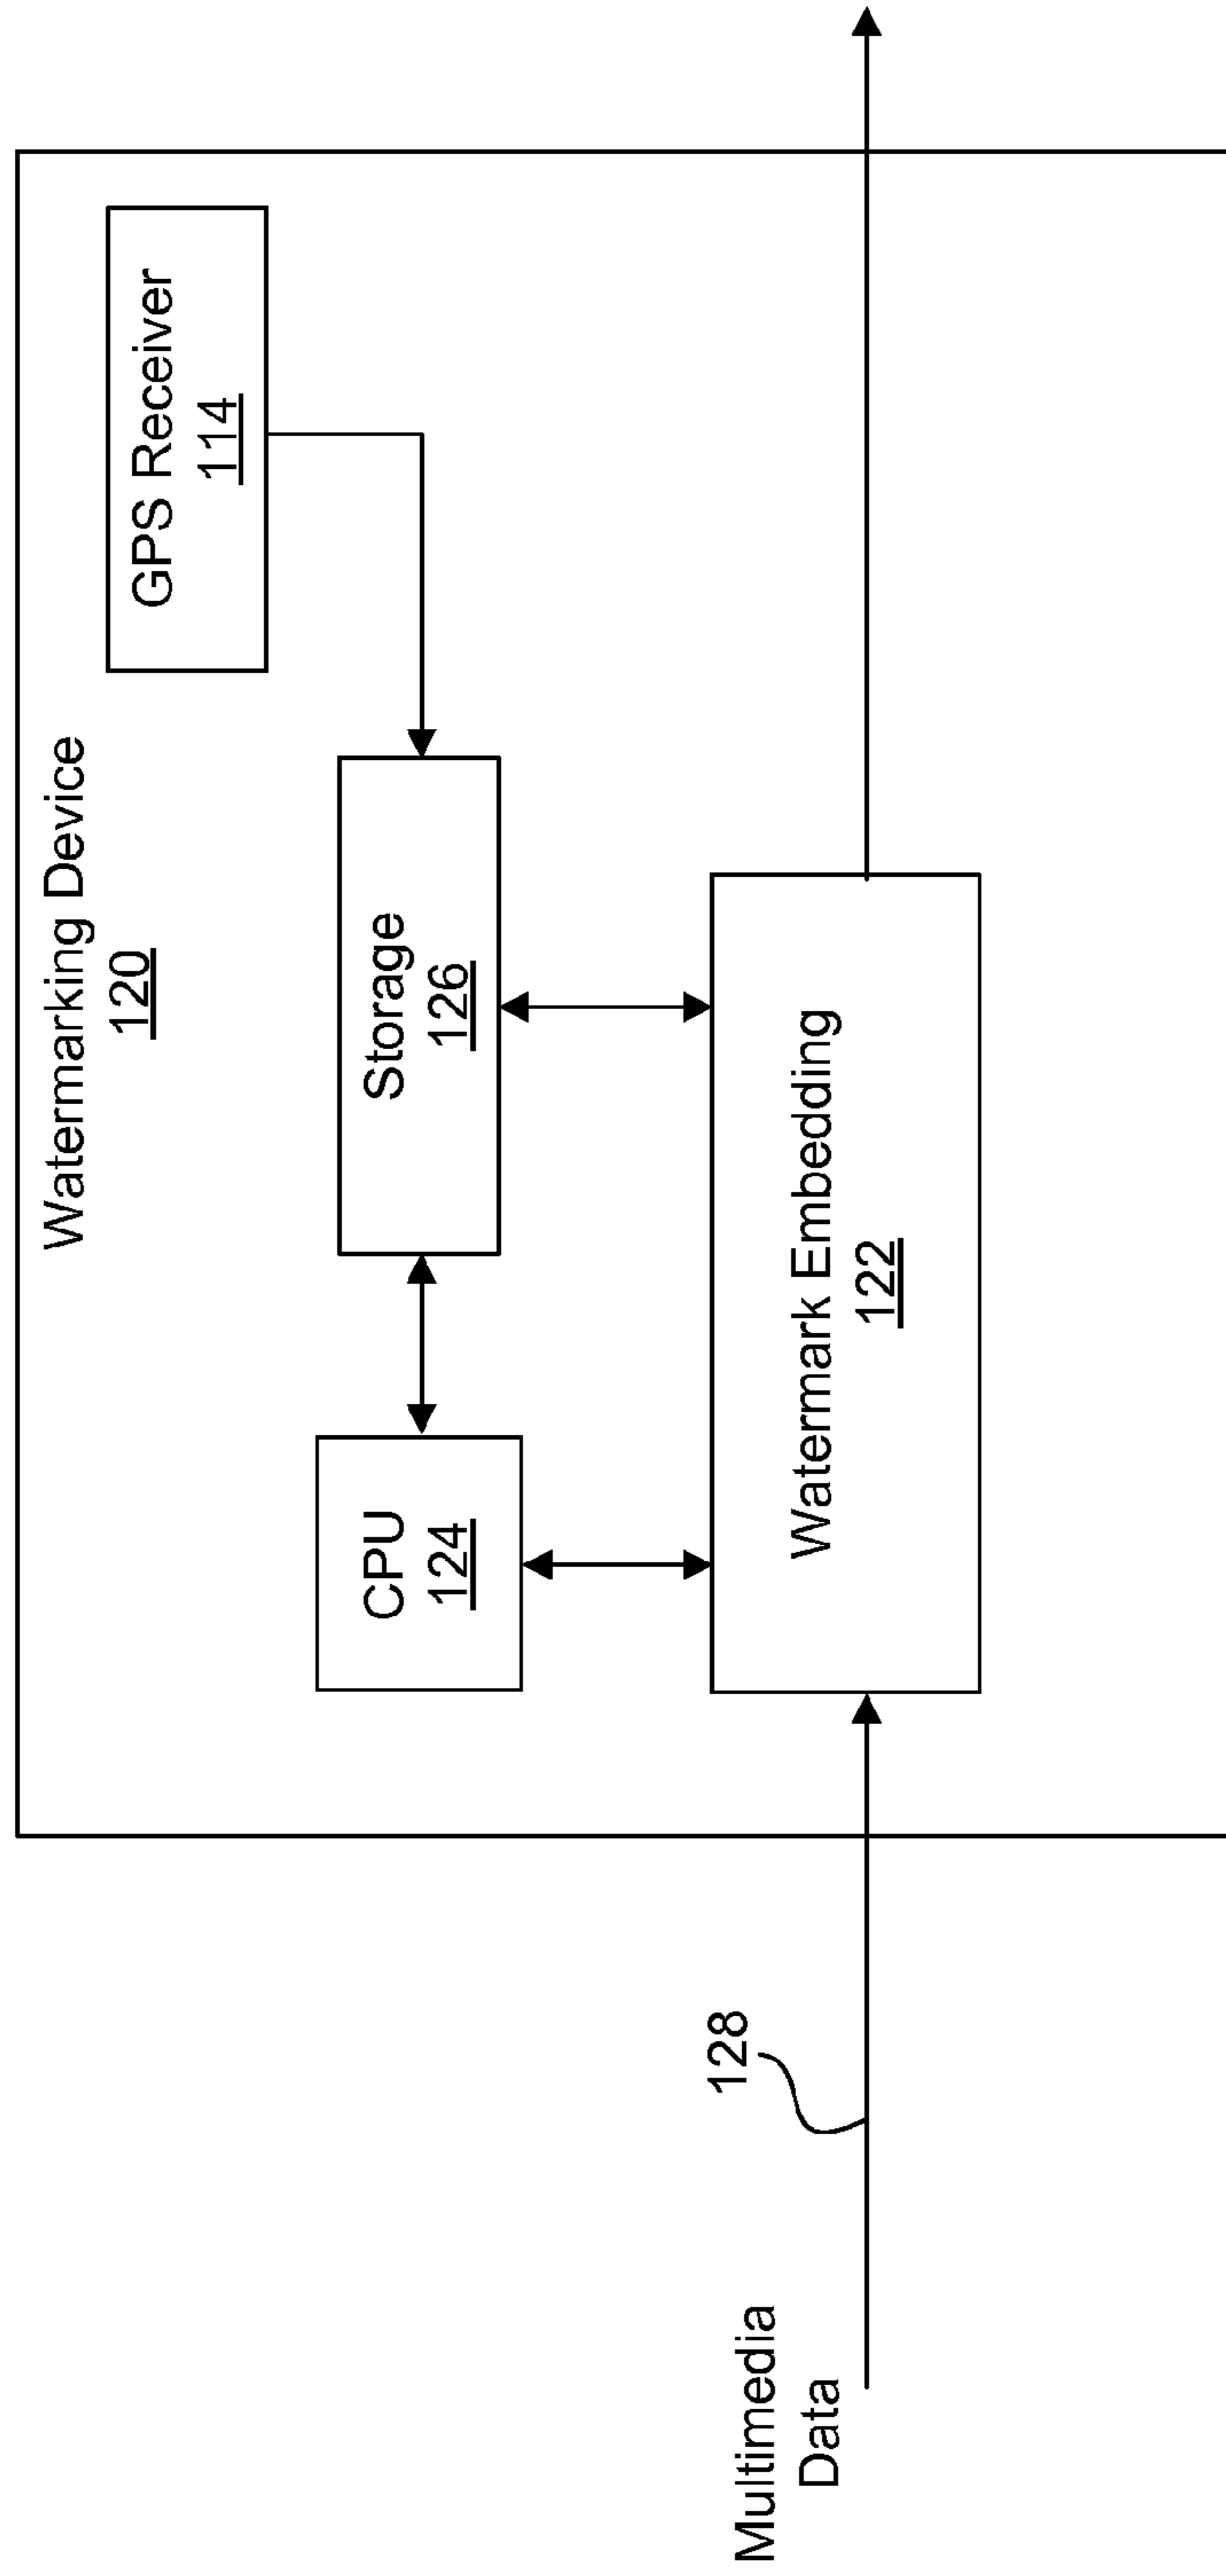 Watermarking Device
120
GPS Receiver
114
Storage
126
CPU
124
Watermark Embedding
122
128
Multimedia
Data